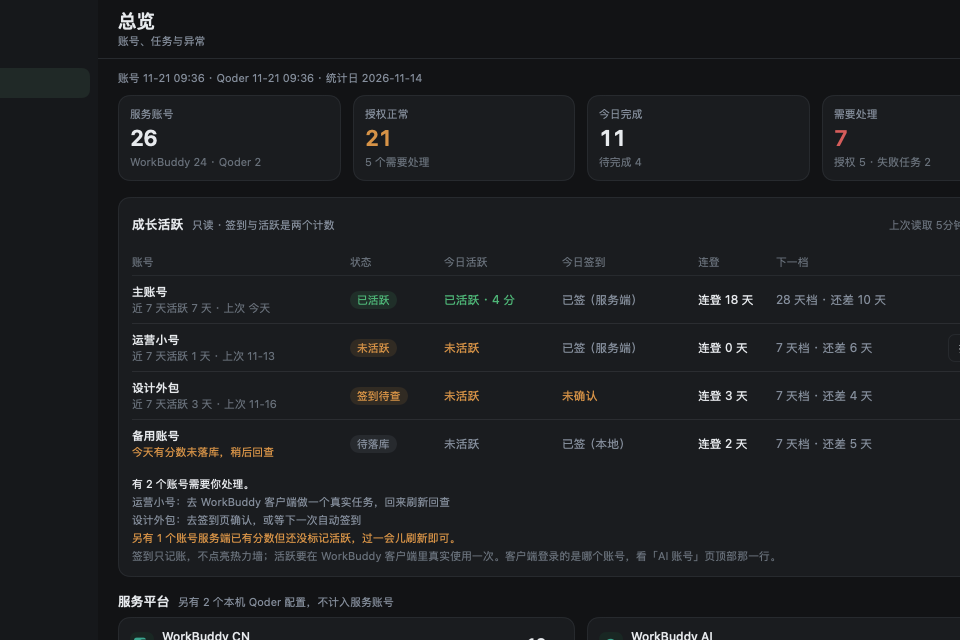 总览
账号、任务与异常
账号 11-21 09:36 · Qoder 11-21 09:36 · 统计日 2026-11-14
服务账号
26
WorkBuddy 24 · Qoder 2
授权正常
21
5 个需要处理
今日完成
11
待完成 4
需要处理
7
授权 5 · 失败任务 2
成长活跃 只读 · 签到与活跃是两个计数 上次读取 5分钟
账号 状态 今日活跃 今日签到 连登 下一档
主账号
近 7 天活跃 7 天 · 上次 今天
已活跃 已活跃 · 4 分 已签（服务端） 连登 18 天 28 天档 · 还差 10 天
运营小号
近 7 天活跃 1 天 · 上次 11-13
未活跃 未活跃 已签（服务端） 连登 0 天 7 天档 · 还差 6 天
设计外包
近 7 天活跃 3 天 · 上次 11-16
签到待查 未活跃 未确认 连登 3 天 7 天档 · 还差 4 天
备用账号
今天有分数未落库，稍后回查
待落库 未活跃 已签（本地） 连登 2 天 7 天档 · 还差 5 天
有 2 个账号需要你处理。
运营小号：去 WorkBuddy 客户端做一个真实任务，回来刷新回查
设计外包：去签到页确认，或等下一次自动签到
另有 1 个账号服务端已有分数但还没标记活跃，过一会儿刷新即可。
签到只记账，不点亮热力墙；活跃要在 WorkBuddy 客户端里真实使用一次。客户端登录的是哪个账号，看「AI 账号」页顶部那一行。
服务平台 另有 2 个本机 Qoder 配置，不计入服务账号
WorkBuddy CN
WorkBuddy AI